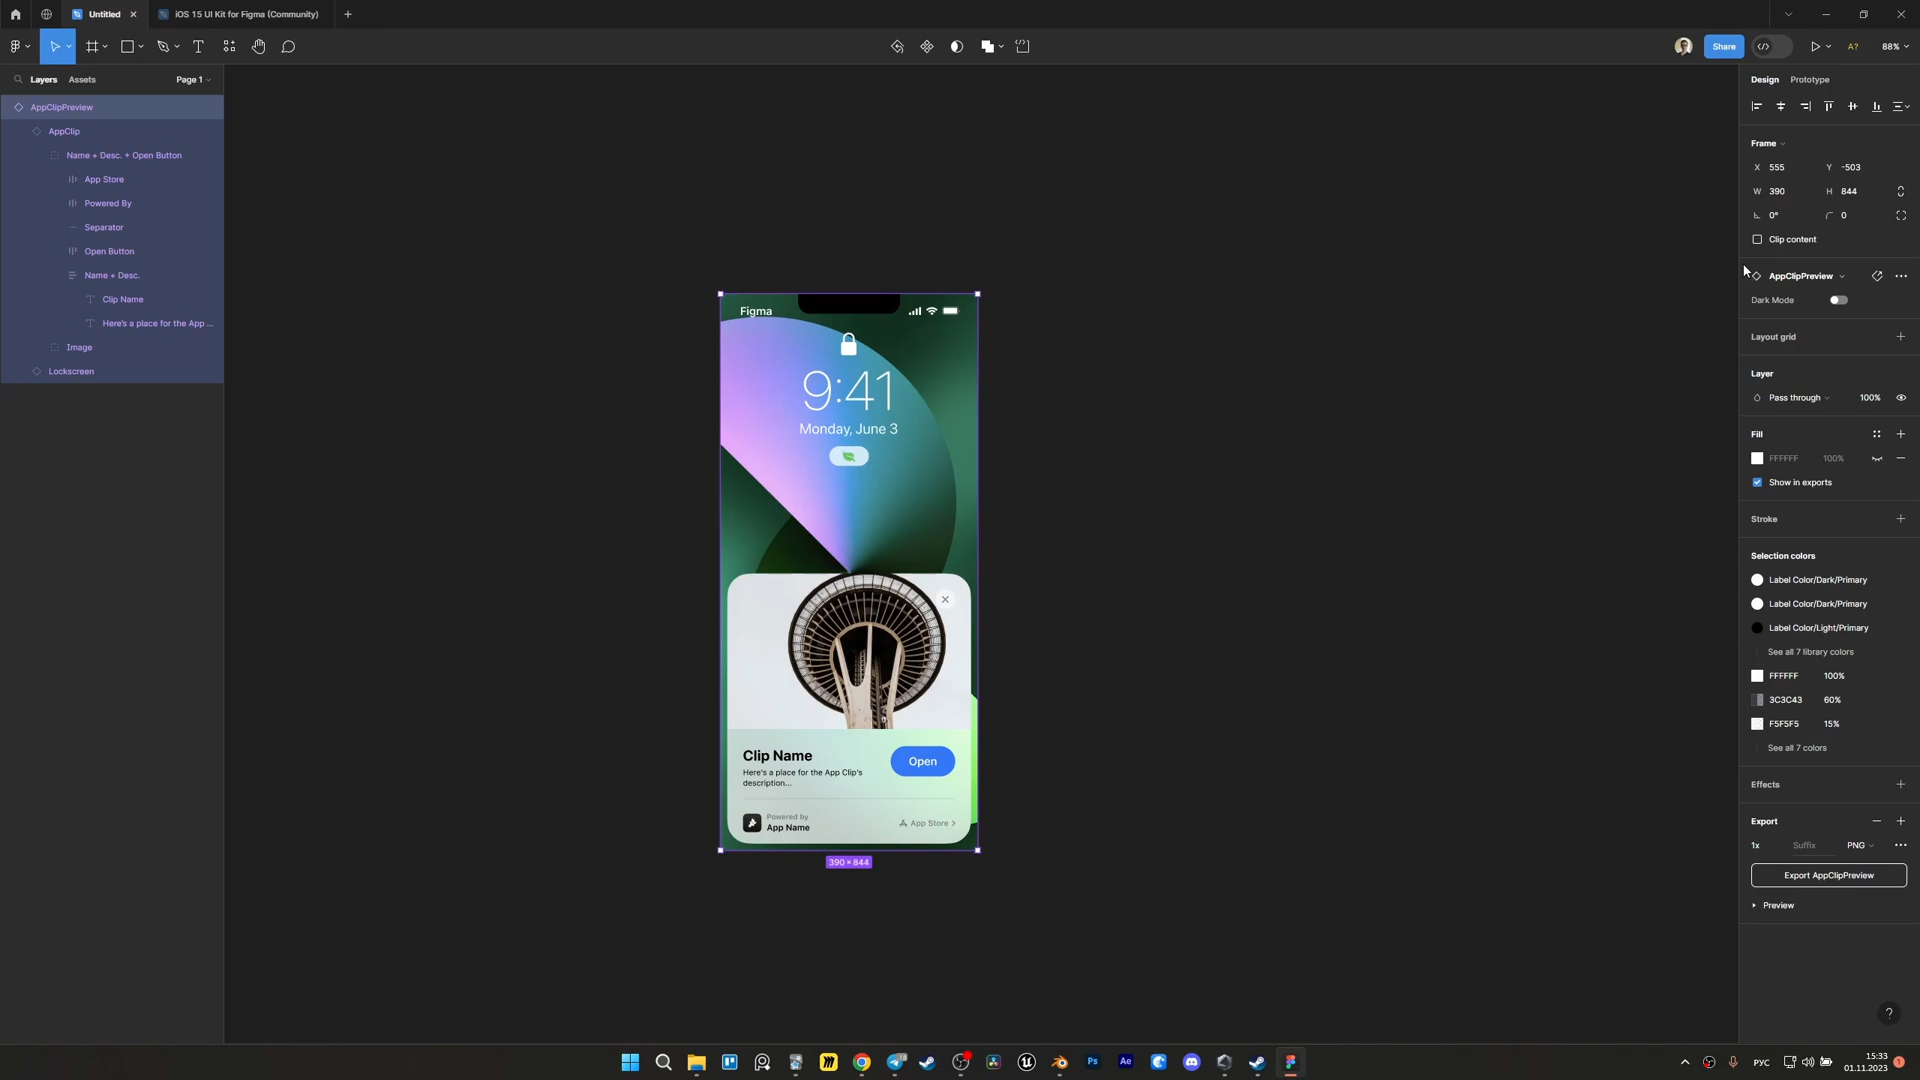 Untitled
iOS 15 UI Kit for Figma (Community)
Share
A?
88%
Layers
Assets
Page 1
AppClipPreview
AppClip
Name + Desc. + Open Button
App Store
Powered By
Separator
Open Button
Name + Desc.
Clip Name
Here's a place for the App ...
Image
Lockscreen
Figma
9:41
Monday, June 3
Clip Name
Here's a place for the App Clip's
description...
Open
Powered by
App Name
App Store
390 × 844
Design
Prototype
Frame
X 555 Y -503
W 390 H 844
0° 0
Clip content
AppClipPreview
Dark Mode
Layout grid
Layer
Pass through 100%
Fill
FFFFFF 100%
Show in exports
Stroke
Selection colors
Label Color/Dark/Primary
Label Color/Dark/Primary
Label Color/Light/Primary
See all 7 library colors
FFFFFF 100%
3C3C43 60%
F5F5F5 15%
See all 7 colors
Effects
Export
1x Suffix PNG
Export AppClipPreview
Preview
?
Ps
Ae
РУС
15:33
01.11.2023
1